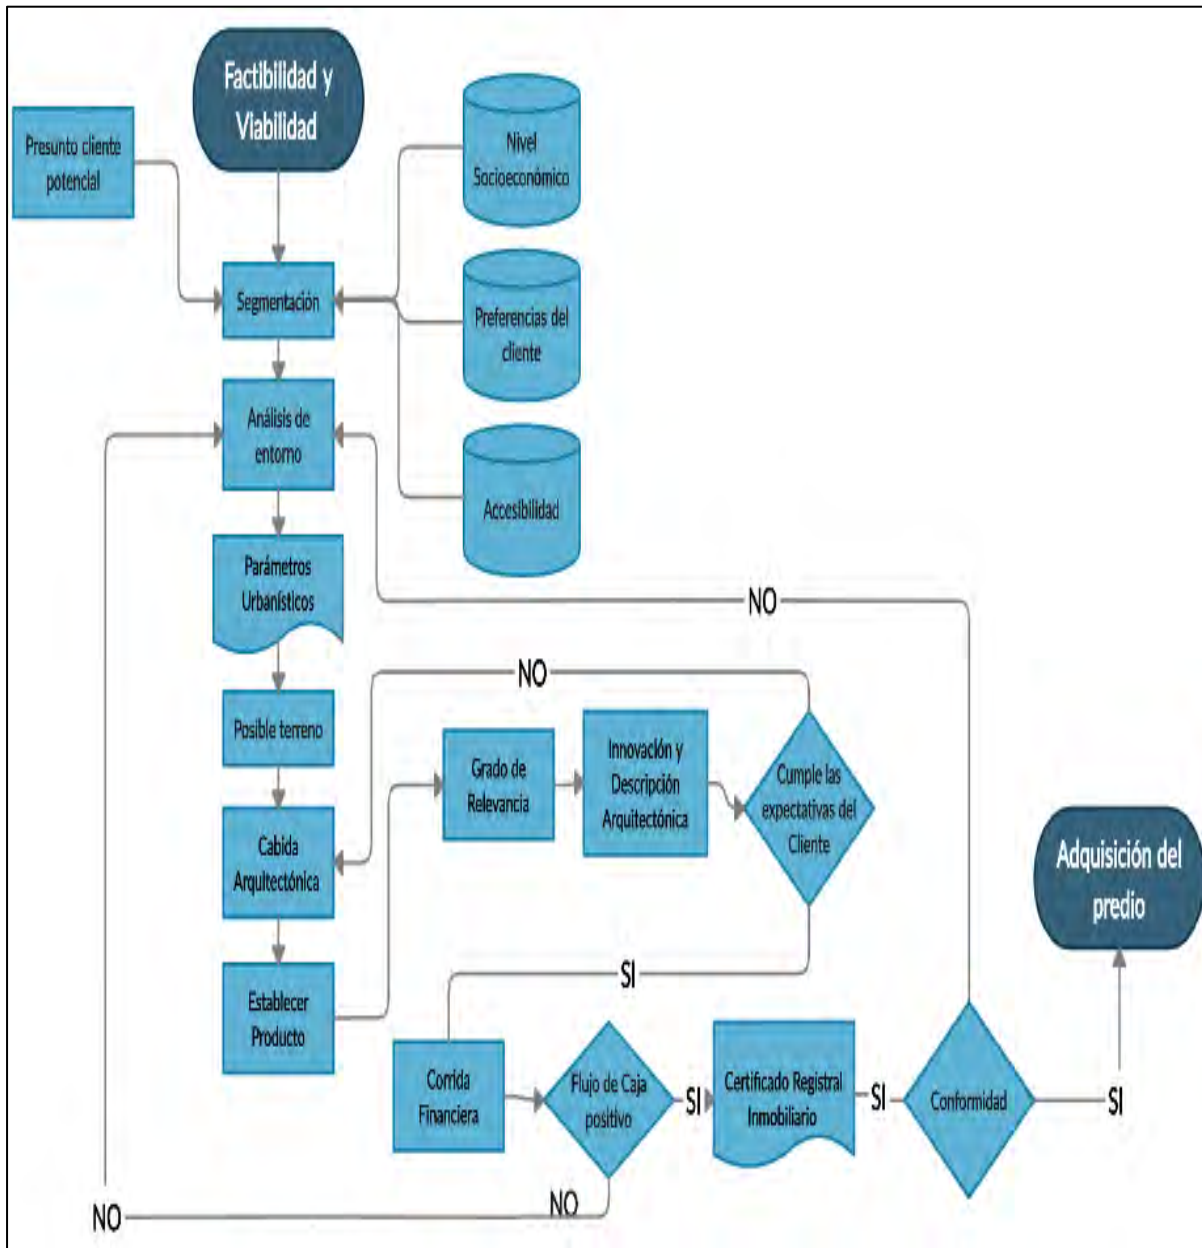 Factibilidad y
Viabilidad
Presunto cliente
potencial
Nivel
Socioeconómico
Segmentación
Preferencias del
cliente
Análisis de
entorno
Accesibilidad
Parámetros
Urbanísticos
NO
NO
Posible terreno
Grado de
Relevancia
Innovación y
Descripción
Arquitectónica
Cumple las
expectativas del
Cliente
Cabida
Arquitectónica
Adquisición del
predio
SI
Establecer
Producto
Corrida
Financiera
Flujo de Caja
positivo
SI
Certificado Registral
Inmobiliario
SI
Conformidad
SI
NO
NO